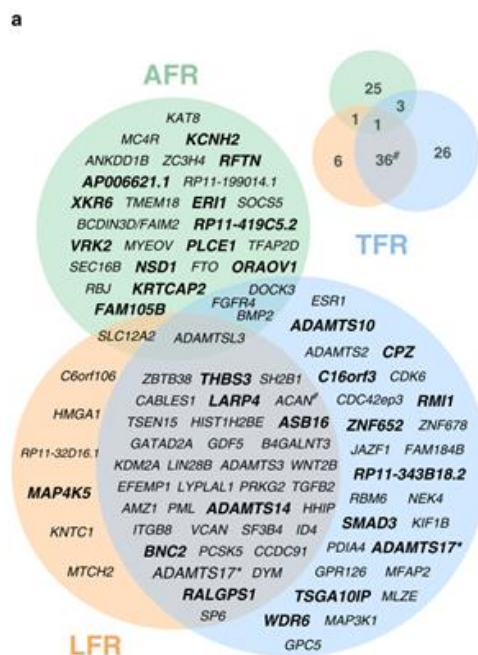 a
AFR
KAT8
MC4R KCNH2
ANKDD1B ZC3H4 RFTN
AP006621.1 RP11-199014.1
XKR6 TMEM18 ERI1 SOCS5
BCDIN3D/FAIM2 RP11-419C5.2
VRK2 MYEOV PLCE1 TFAP2D
SEC16B NSD1 FTO ORAOV1
RBJ KRTCAP2 DOCK3
FAM105B FGFR4
BMP2
SLC12A2 ADAMTSL3
25
3
1
1
6
36#
26
TFR
ESR1
ADAMTS10
ADAMTS2 CPZ
C16orf3 CDK6
CDC42ep3 RMI1
ZNF652 ZNF678
JAZF1 FAM184B
RP11-343B18.2
RBM6 NEK4
SMAD3 KIF1B
PDIA4 ADAMTS17*
GPR126 MFAP2
TSGA10IP MLZE
WDR6 MAP3K1
GPC5
C6orf106
HMGA1
RP11-32D16.1
MAP4K5
KNTC1
MTCH2
LFR
ZBTB38 THBS3 SH2B1
CABLES1 LARP4 ACAN#
TSEN15 HIST1H2BE ASB16
GATAD2A GDF5 B4GALNT3
KDM2A LIN28B ADAMTS3 WNT2B
EFEMP1 LYPLAL1 PRKG2 TGFB2
AMZ1 PML ADAMTS14 HHIP
ITGB8 VCAN SF3B4 ID4
BNC2 PCSK5 CCDC91
ADAMTS17* DYM
RALGPS1
SP6